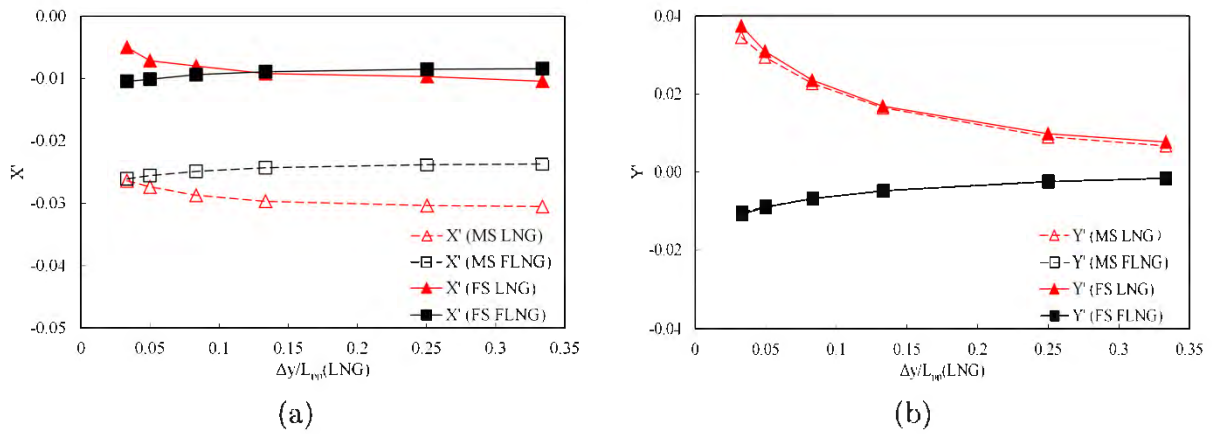 0.00
-0.01
-0.02
-0.03
-0.04
-0.05
X'
X' (MS LNG)
X' (MS FLNG)
X' (FS LNG)
X' (FS FLNG)
0 0.05 0.1 0.15 0.2 0.25 0.3 0.35
Δy/Lpp(LNG)
(a)
0.04
0.02
0.00
-0.02
-0.04
Y'
Y' (MS LNG)
Y' (MS FLNG)
Y' (FS LNG)
Y' (FS FLNG)
0 0.05 0.1 0.15 0.2 0.25 0.3 0.35
Δy/Lpp(LNG)
(b)